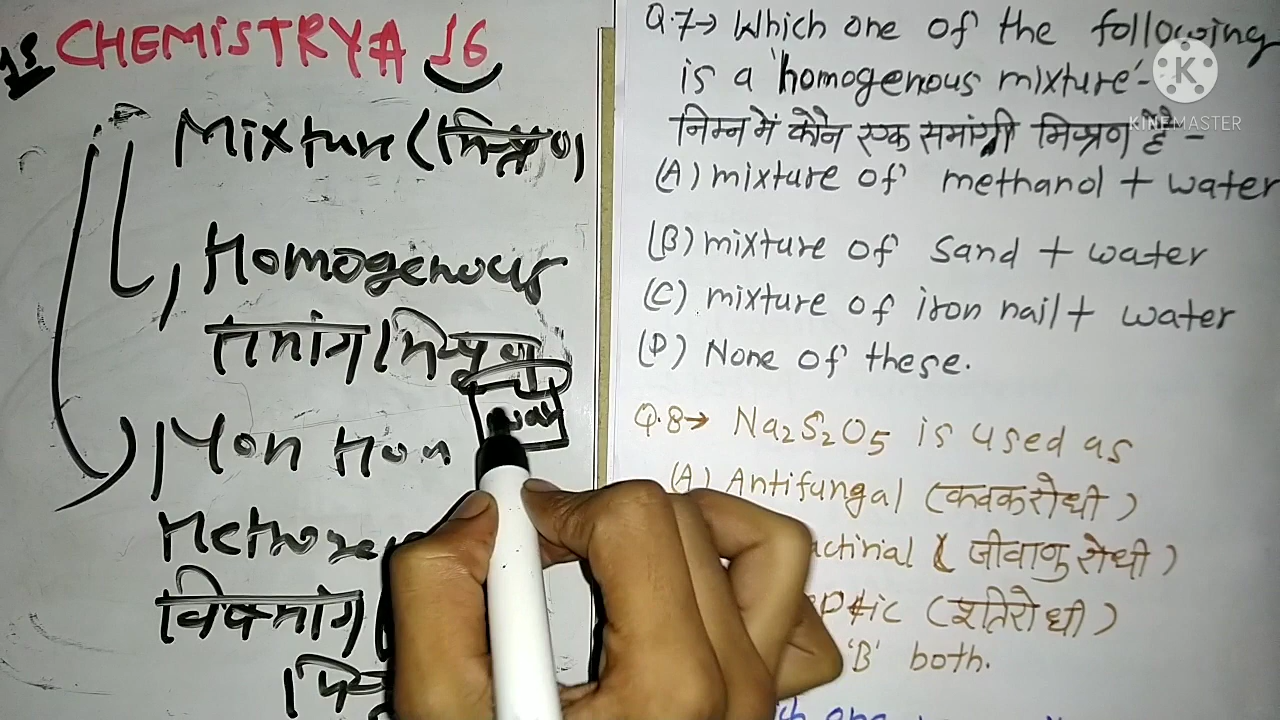 CHEMISTRY 16
Mixture (मिश्रण
Homogenous
समांगी मिश्रण
Non Hom
विषमांग
Q.7→ Which one of the following
is a 'homogenous mixture'-
निम्न में कौन एक समांगी मिश्रण है -
(A) mixture of methanol + water
(B) mixture of sand + water
(C) mixture of iron nail + water
(D) None of these.
Q.8→ Na2S2O5 is used as
(A) Antifungal (कवकरोधी)
(जीवाणु रोधी)
'B' both.
KINEMASTER